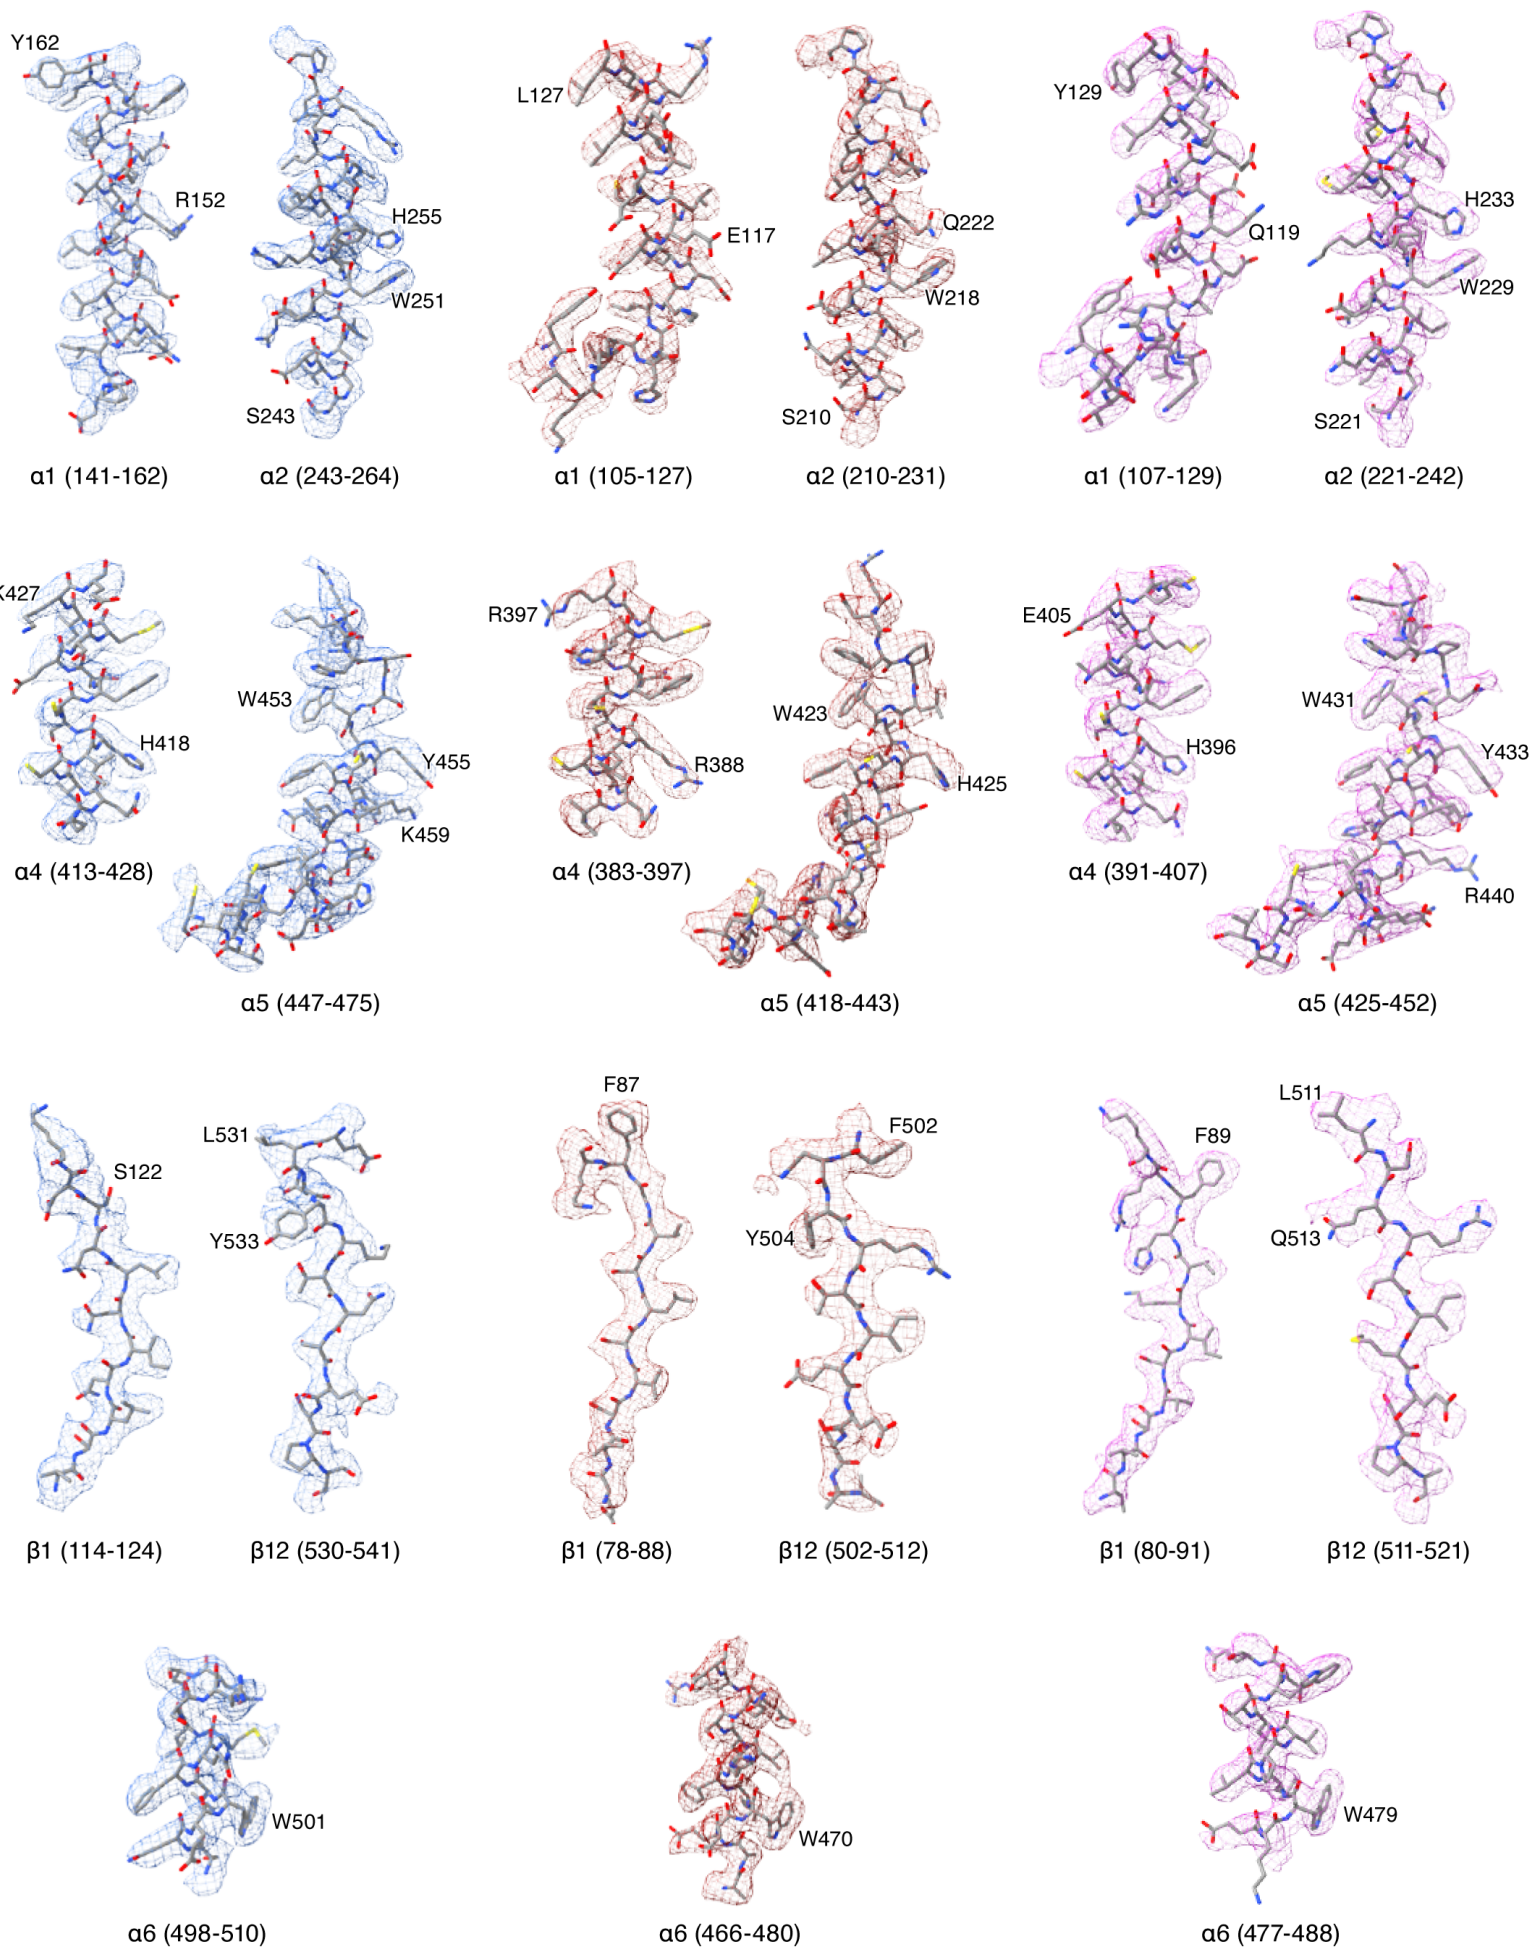 Y162
R152
H255
W251
S243
L127
E117
Q222
W218
S210
Y129
Q119
H233
W229
S221
α1 (141-162)
α2 (243-264)
α1 (105-127)
α2 (210-231)
α1 (107-129)
α2 (221-242)
K427
H418
W453
Y455
K459
R397
R388
W423
H425
E405
H396
W431
Y433
R440
α4 (413-428)
α4 (383-397)
α4 (391-407)
α5 (447-475)
α5 (418-443)
α5 (425-452)
S122
L531
Y533
F87
F502
Y504
F89
L511
Q513
β1 (114-124)
β12 (530-541)
β1 (78-88)
β12 (502-512)
β1 (80-91)
β12 (511-521)
W501
W470
W479
α6 (498-510)
α6 (466-480)
α6 (477-488)